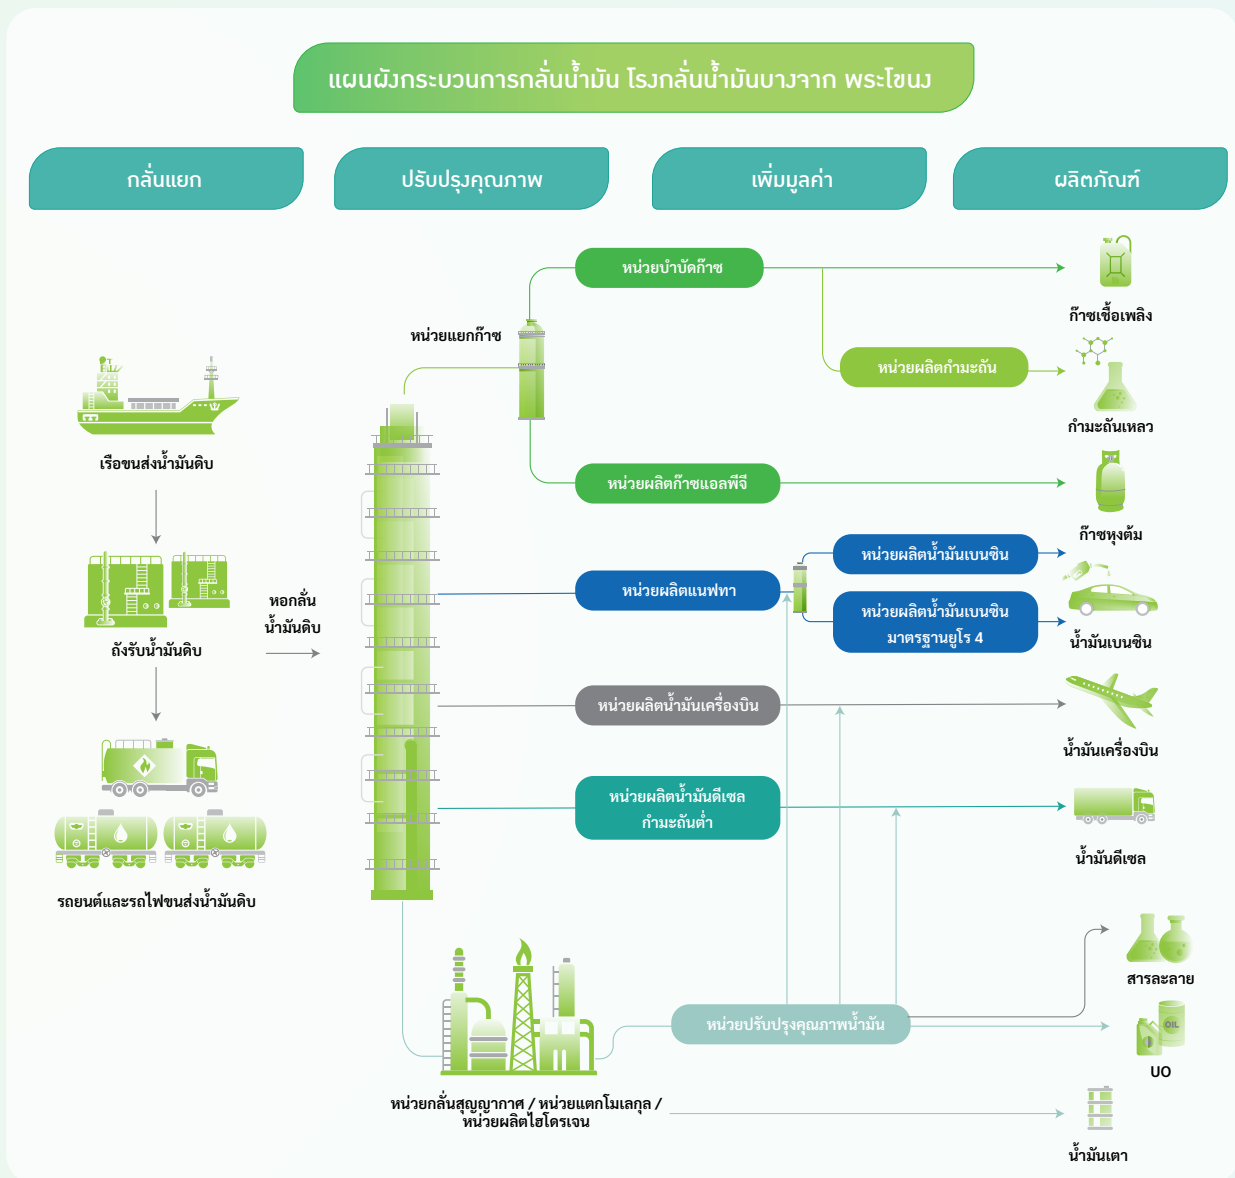 แผนผังกระบวนการกลั่นน้ำมัน โรงกลั่นน้ำมันบางจาก พระโขนง
กลั่นแยก
ปรับปรุงคุณภาพ
เพิ่มมูลค่า
ผลิตภัณฑ์
หน่วยบำบัดก๊าซ
ก๊าซเชื้อเพลิง
หน่วยแยกก๊าซ
หน่วยผลิตกำมะถัน
กำมะถันเหลว
เรือขนส่งน้ำมันดิบ
หน่วยผลิตก๊าซแอลพีจี
ก๊าซหุงต้ม
หน่วยผลิตน้ำมันเบนซิน
หน่วยผลิตแนฟทา
หอกลั่น
น้ำมันดิบ
หน่วยผลิตน้ำมันเบนซิน
มาตรฐานยูโร 4
ถังรับน้ำมันดิบ
น้ำมันเบนซิน
หน่วยผลิตน้ำมันเครื่องบิน
น้ำมันเครื่องบิน
หน่วยผลิตน้ำมันดีเซล
กำมะถันต่ำ
น้ำมันดีเซล
รถยนต์และรถไฟขนส่งน้ำมันดิบ
สารละลาย
หน่วยปรับปรุงคุณภาพน้ำมัน
OIL
UO
หน่วยกลั่นสุญญากาศ / หน่วยแตกโมเลกุล /
หน่วยผลิตไฮโดรเจน
น้ำมันเตา